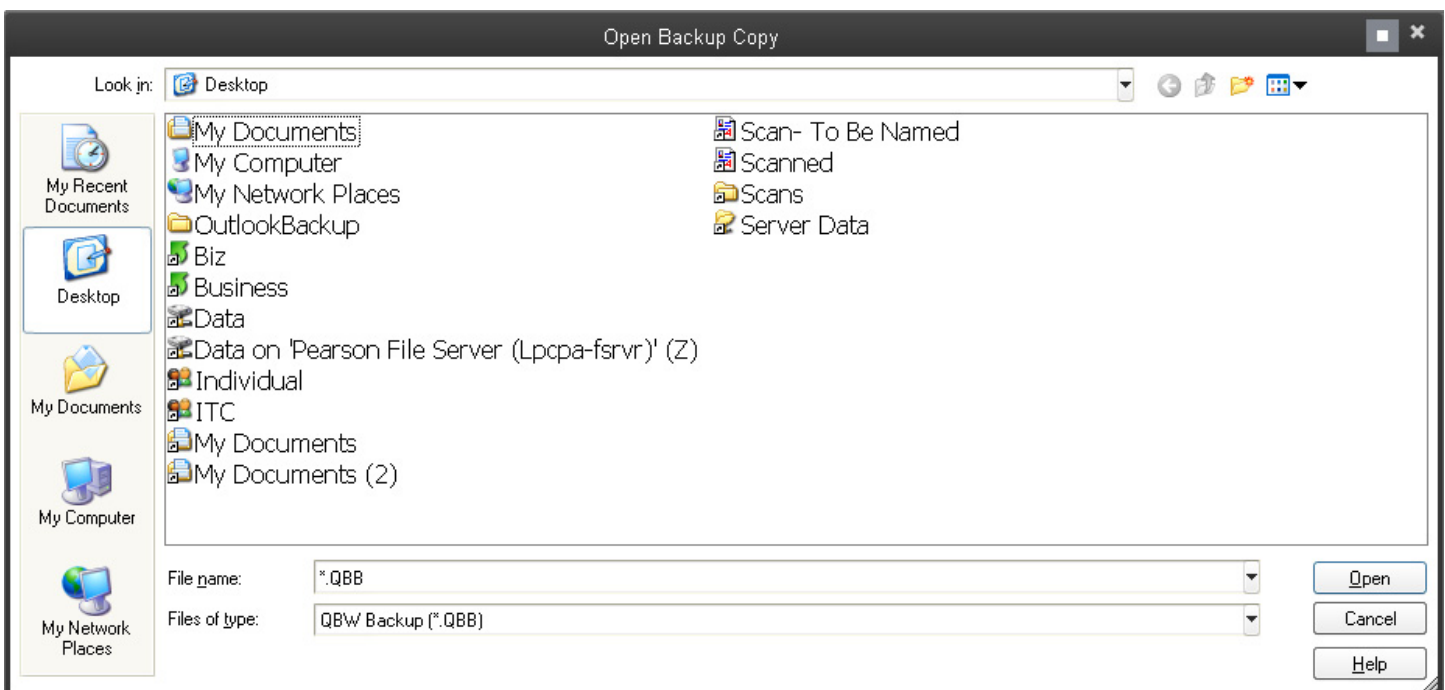 Open Backup Copy
Look in: Desktop
My Recent
Documents
Desktop
My Documents
My Computer
My Network
Places
My Documents
My Computer
My Network Places
OutlookBackup
Biz
Business
Data
Data on 'Pearson File Server (Lpcpa-fsrvr)' (Z)
Individual
ITC
My Documents
My Documents (2)
Scan- To Be Named
Scanned
Scans
Server Data
File name: *.QBB
Open
Files of type: QBW Backup (*.QBB)
Cancel
Help